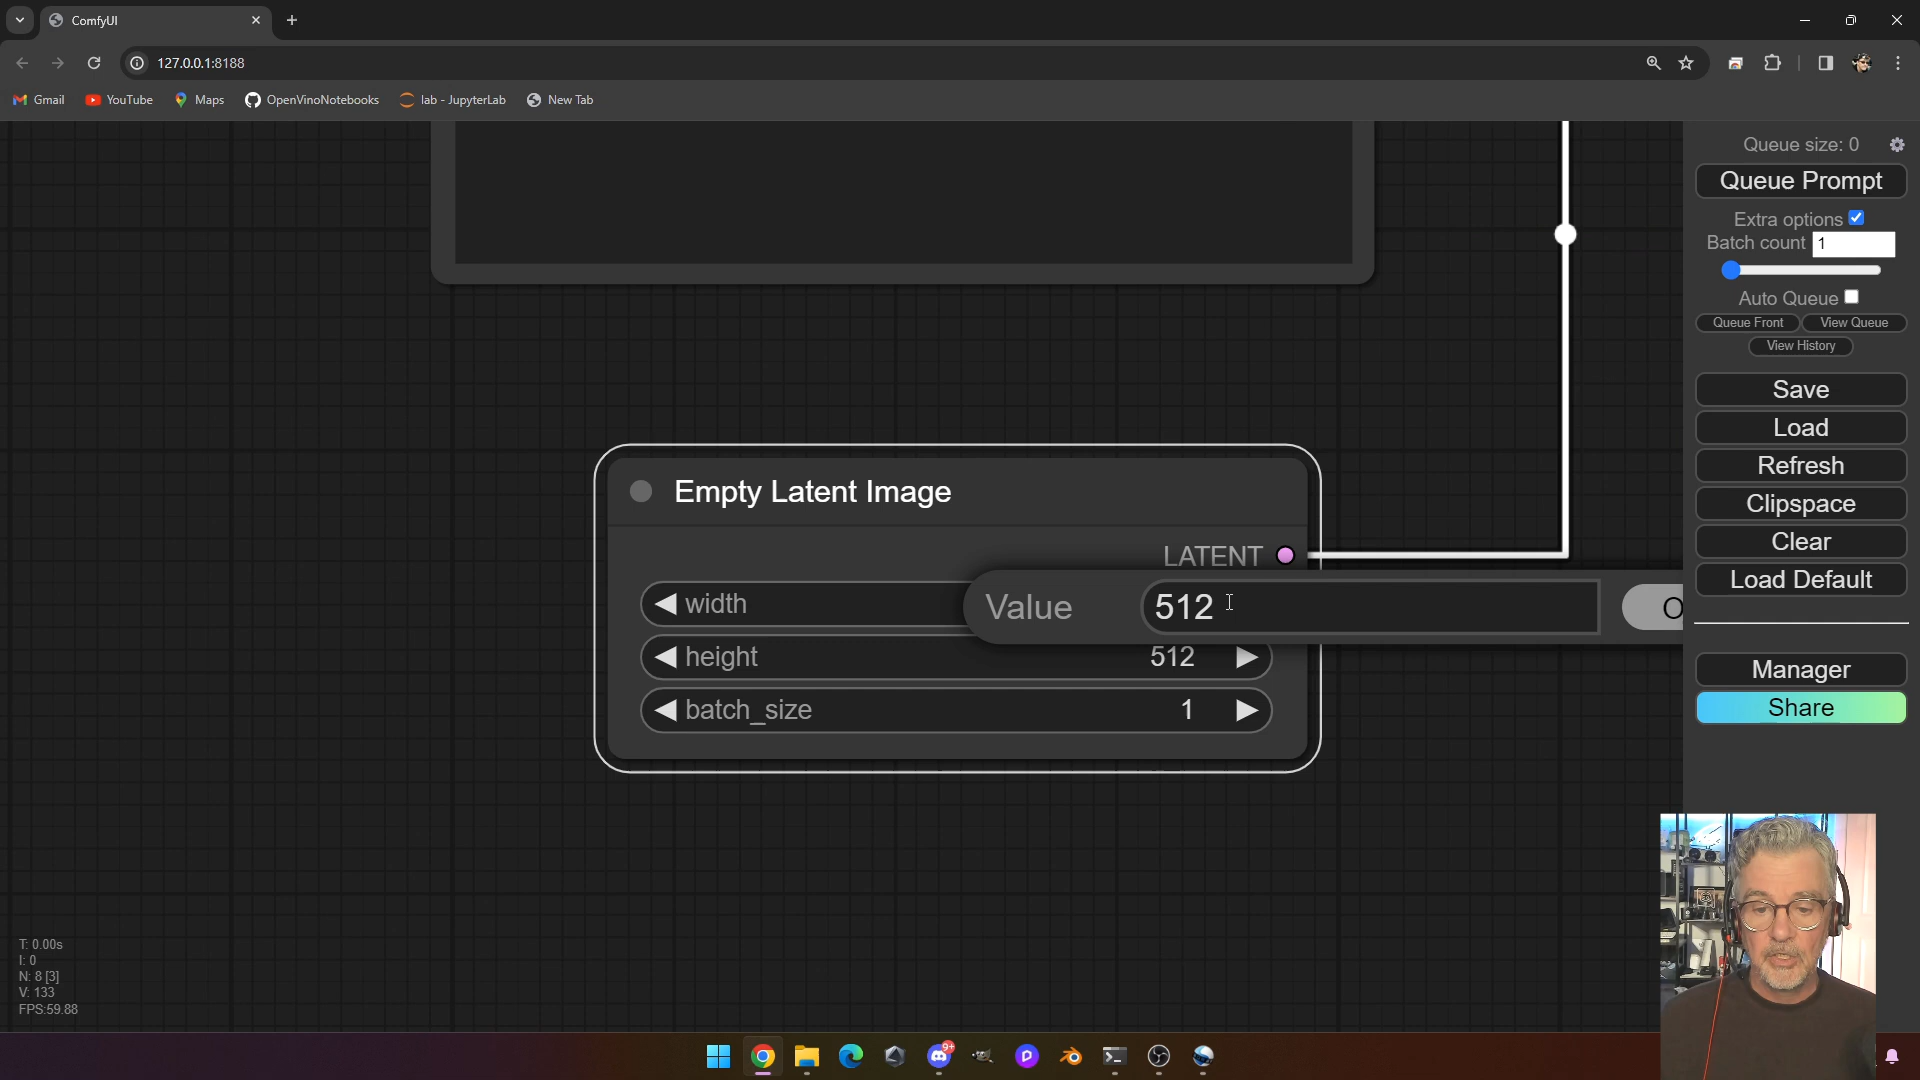 ComfyUI
127.0.0.1:8188
Gmail
YouTube
Maps
OpenVinoNotebooks
lab - JupyterLab
New Tab
Queue size: 0
Queue Prompt
Extra options
Batch count 1
Auto Queue
Queue Front
View Queue
View History
Save
Load
Refresh
Clipspace
Clear
Load Default
Manager
Share
Empty Latent Image
LATENT
width
Value 512
O
height 512
batch_size 1
T: 0.00s
I: 0
N: 8 [3]
V: 133
FPS:59.88
9+